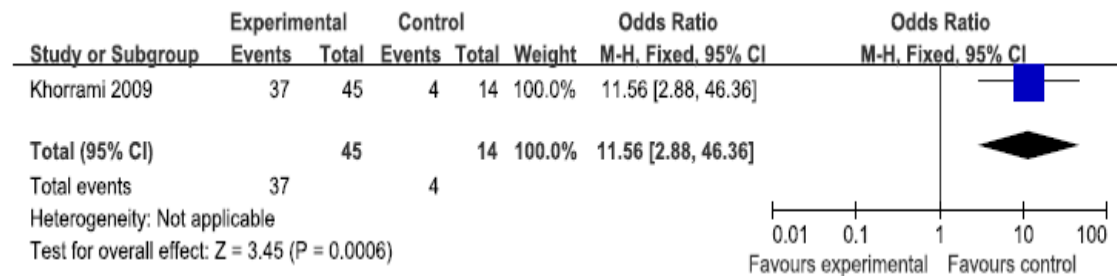 Experimental Control Odds Ratio Odds Ratio
Study or Subgroup Events Total Events Total Weight M-H, Fixed, 95% CI M-H, Fixed, 95% CI
Khorrami 2009 37 45 4 14 100.0% 11.56 [2.88, 46.36]
Total (95% CI) 45 14 100.0% 11.56 [2.88, 46.36]
Total events 37 4
Heterogeneity: Not applicable
Test for overall effect: Z = 3.45 (P = 0.0006)
0.01 0.1 1 10 100
Favours experimental Favours control